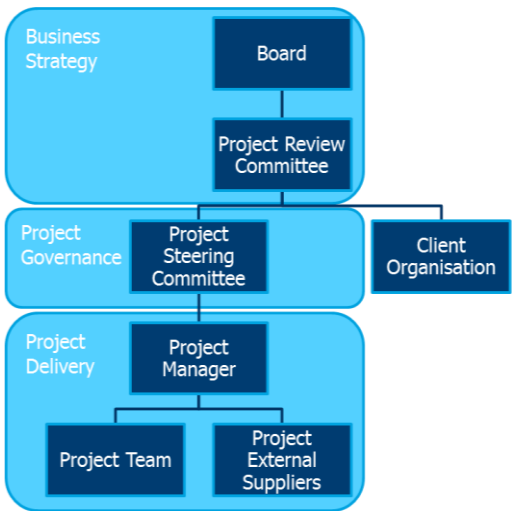 Business
Strategy
Board
Project Review
Committee
Project
Governance
Project
Steering
Committee
Client
Organisation
Project
Delivery
Project
Manager
Project Team
Project
External
Suppliers